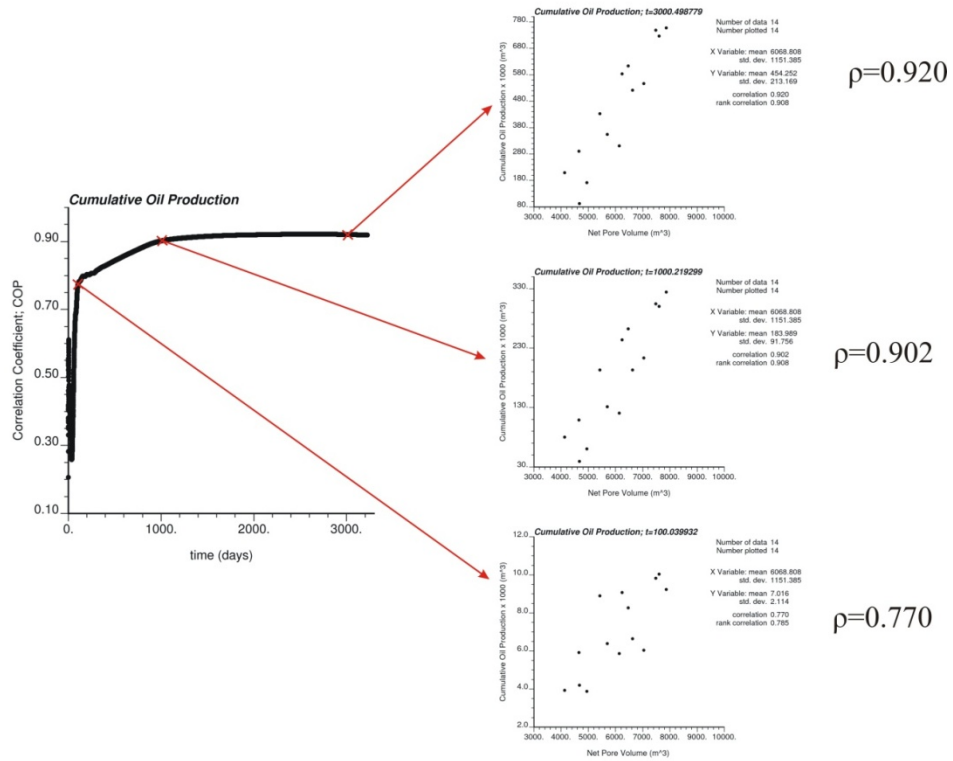 Cumulative Oil Production
Correlation Coefficient; COP
0.90
0.70
0.50
0.30
0.10
0. 1000. 2000. 3000.
time (days)
Cumulative Oil Production; t=3000.498779
Cumulative Oil Production x 1000 (m^3)
780.
680.
580.
480.
380.
280.
180.
80.
3000. 4000. 5000. 6000. 7000. 8000. 9000. 10000.
Net Pore Volume (m^3)
Number of data 14
Number plotted 14
X Variable: mean 6068.808
std. dev. 1151.385
Y Variable: mean 454.252
std. dev. 213.169
correlation 0.920
rank correlation 0.908
ρ=0.920
Cumulative Oil Production; t=1000.219299
Cumulative Oil Production x 1000 (m^3)
330.
230.
130.
30.
3000. 4000. 5000. 6000. 7000. 8000. 9000. 10000.
Net Pore Volume (m^3)
Number of data 14
Number plotted 14
X Variable: mean 6068.808
std. dev. 1151.385
Y Variable: mean 183.989
std. dev. 91.756
correlation 0.902
rank correlation 0.908
ρ=0.902
Cumulative Oil Production; t=100.039932
Cumulative Oil Production x 1000 (m^3)
12.0
10.0
8.0
6.0
4.0
2.0
3000. 4000. 5000. 6000. 7000. 8000. 9000. 10000.
Net Pore Volume (m^3)
Number of data 14
Number plotted 14
X Variable: mean 6068.808
std. dev. 1151.385
Y Variable: mean 7.016
std. dev. 2.114
correlation 0.770
rank correlation 0.785
ρ=0.770